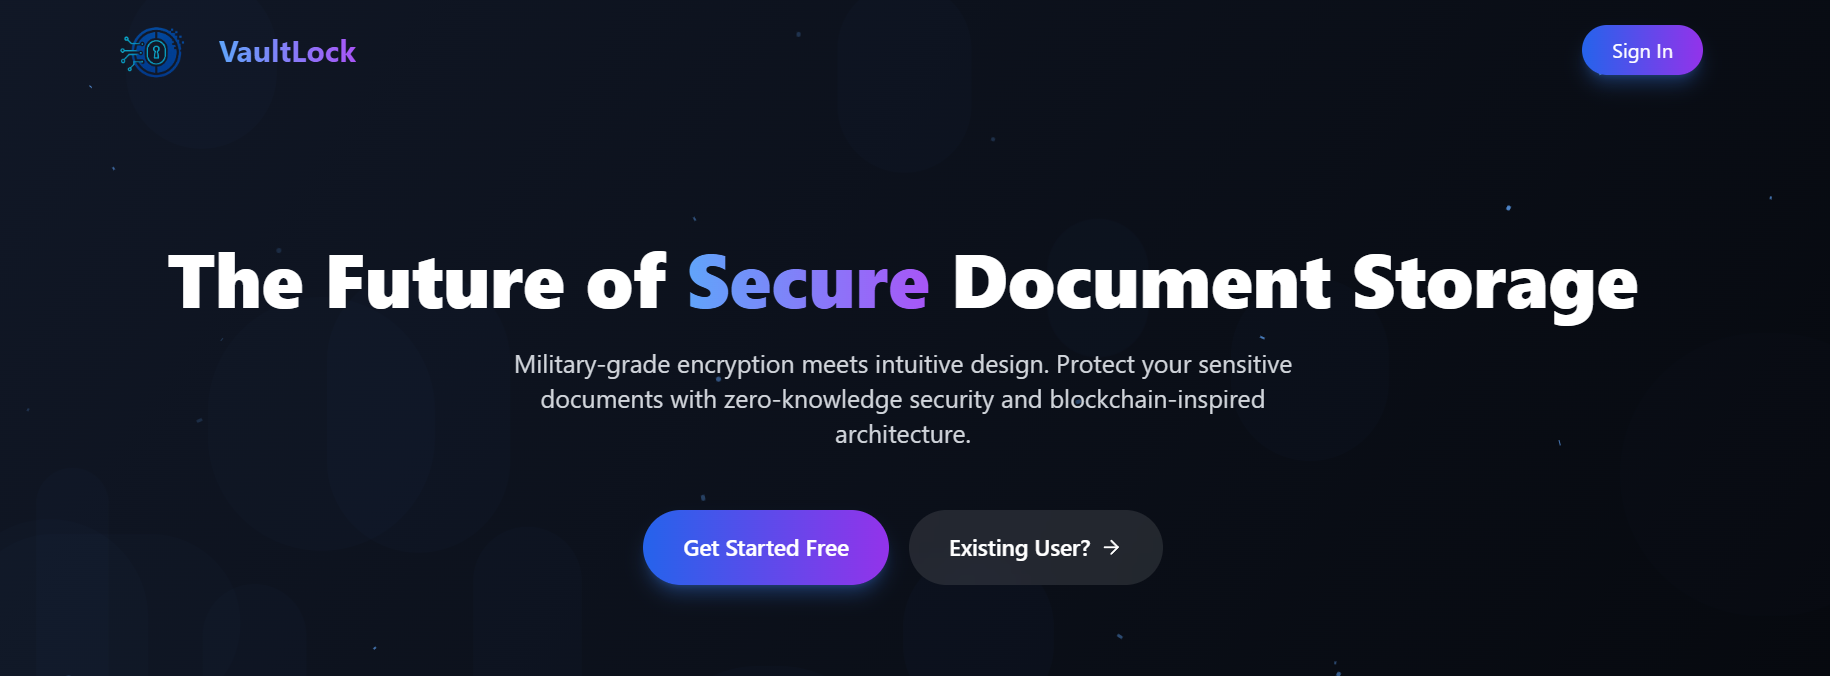 VaultLock
Sign In
The Future of Secure Document Storage
Military-grade encryption meets intuitive design. Protect your sensitive
documents with zero-knowledge security and blockchain-inspired
architecture.
Get Started Free
Existing User? →